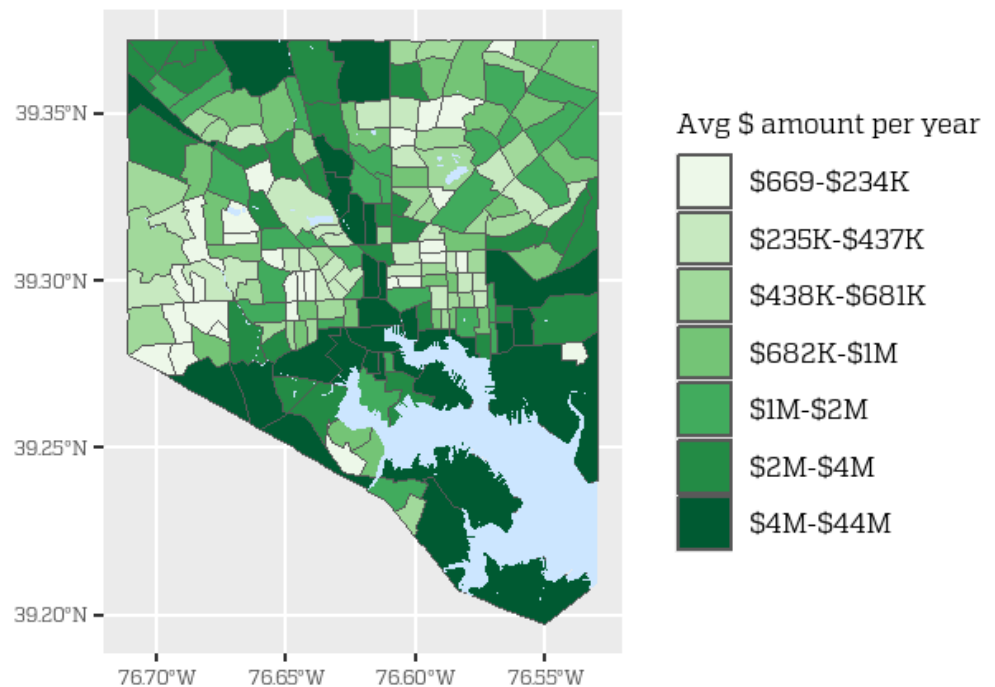 39.35°N
39.30°N
39.25°N
39.20°N
76.70°W 76.65°W 76.60°W 76.55°W
Avg $ amount per year
$669-$234K
$235K-$437K
$438K-$681K
$682K-$1M
$1M-$2M
$2M-$4M
$4M-$44M